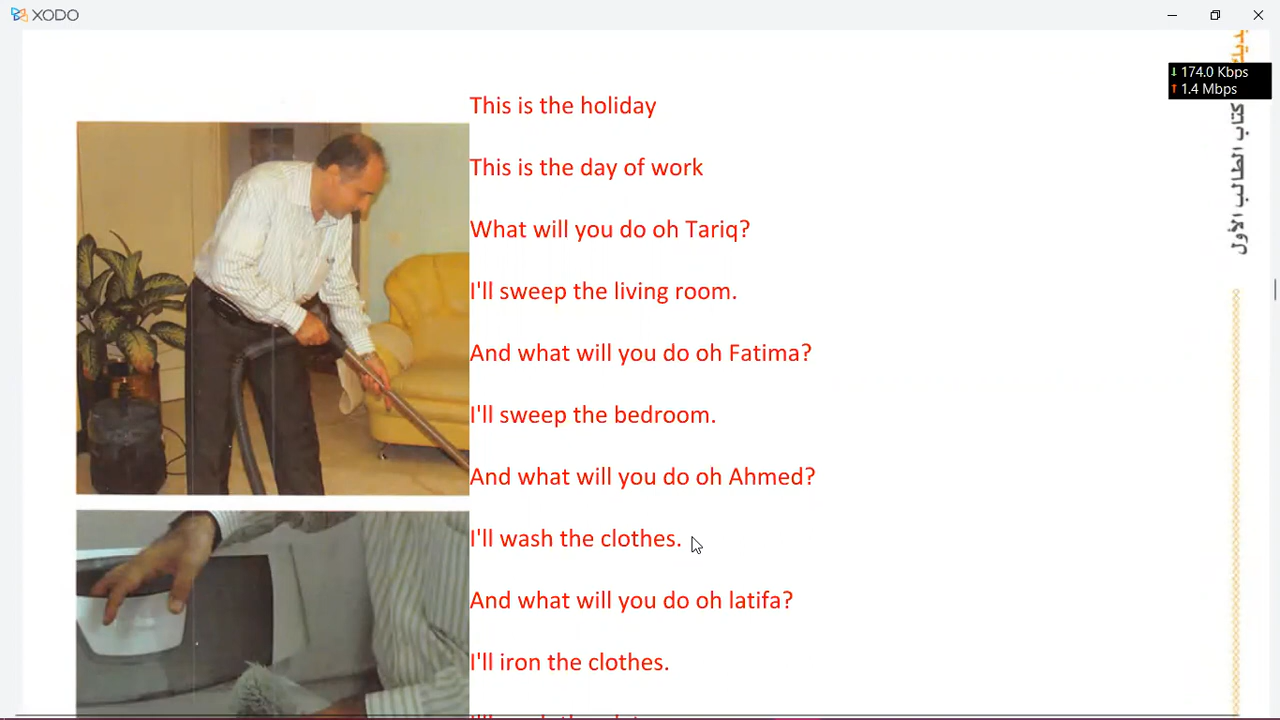 XODO
174.0 Kbps
1.4 Mbps
This is the holiday
This is the day of work
What will you do oh Tariq?
I'll sweep the living room.
And what will you do oh Fatima?
I'll sweep the bedroom.
And what will you do oh Ahmed?
I'll wash the clothes.
And what will you do oh latifa?
I'll iron the clothes.
كتاب الطالب الأول